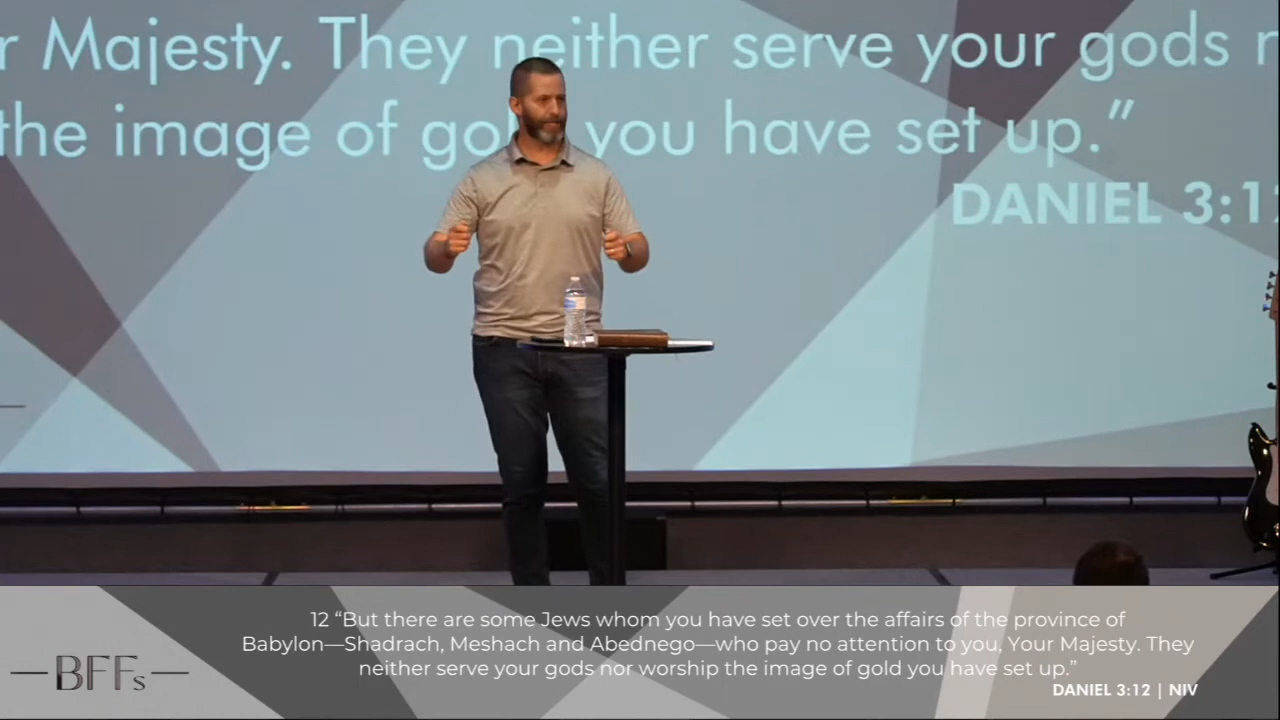 r Majesty. They neither serve your gods
the image of gold you have set up.”
DANIEL 3:12
12 “But there are some Jews whom you have set over the affairs of the province of
Babylon—Shadrach, Meshach and Abednego—who pay no attention to you, Your Majesty. They
neither serve your gods nor worship the image of gold you have set up.”
DANIEL 3:12 | NIV
—BFFs—